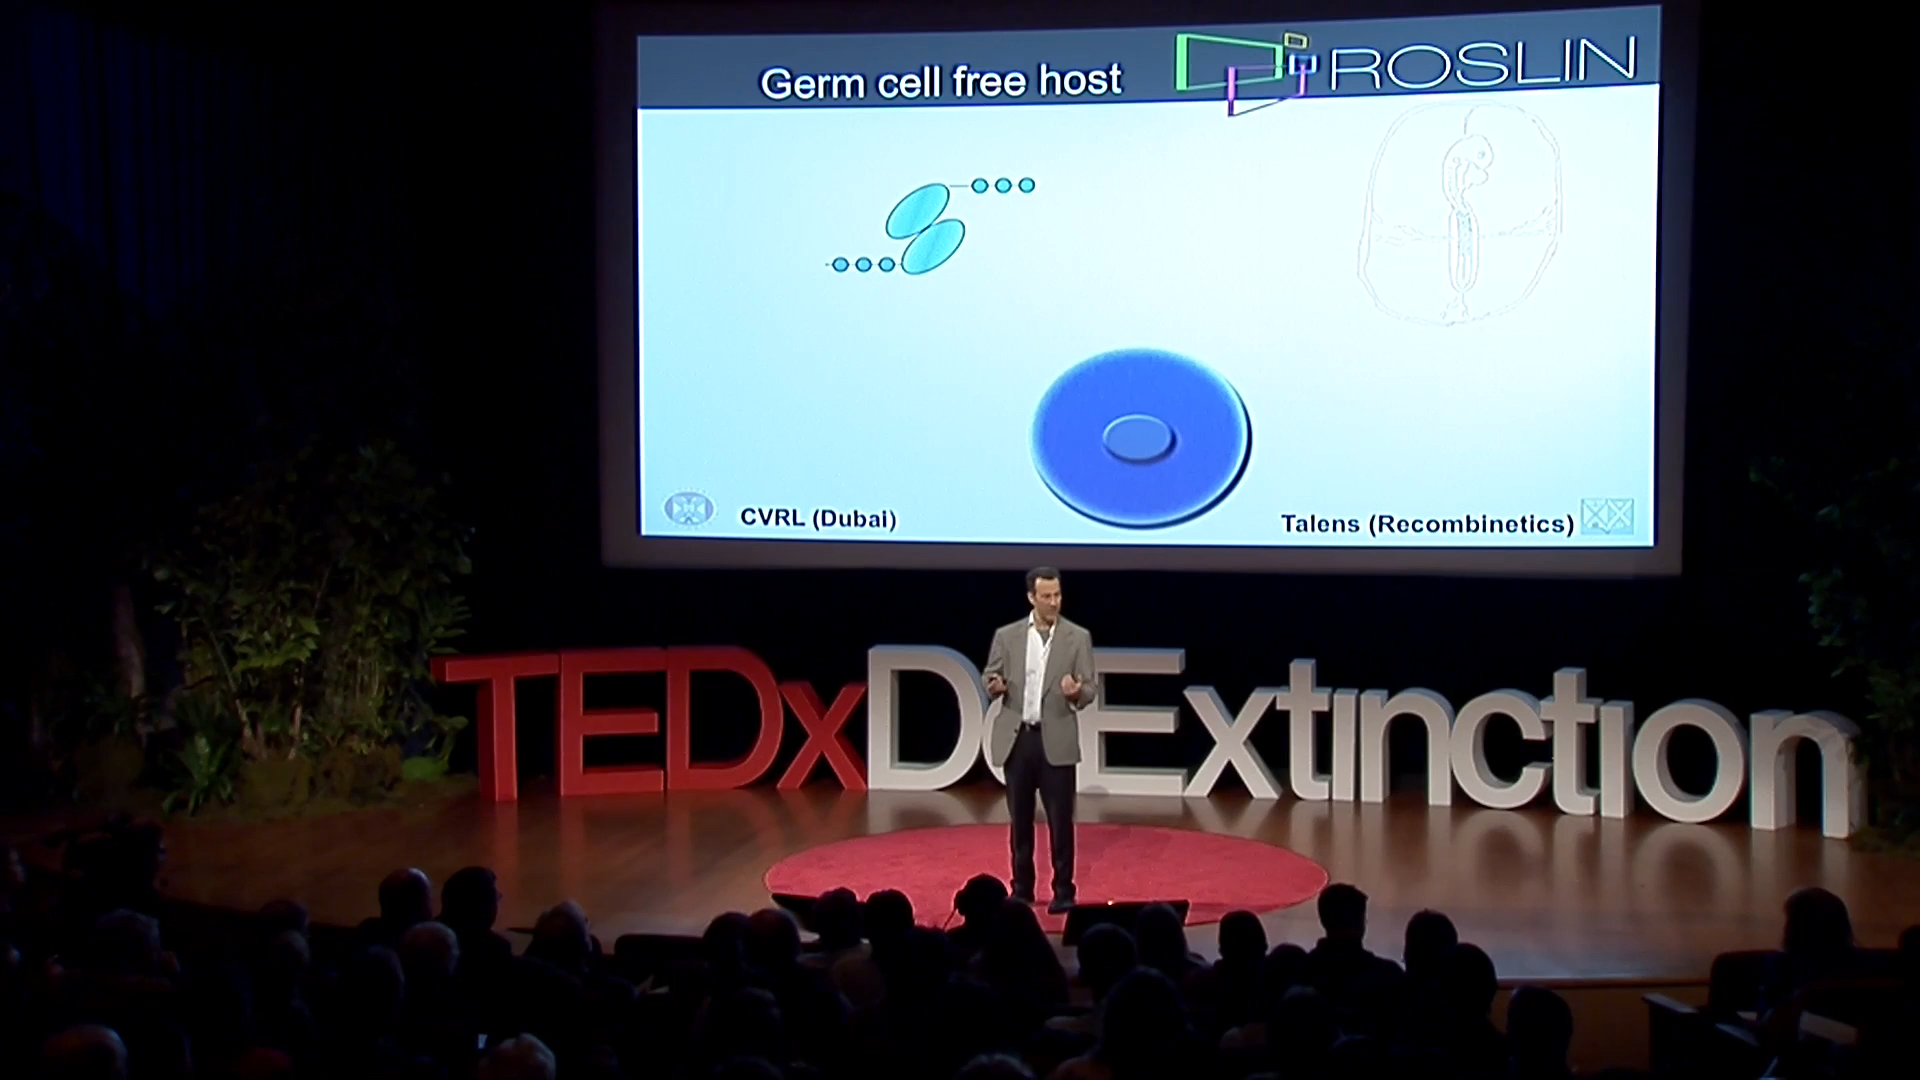 Germ cell free host
ROSLIN
CVRL (Dubai)
Talens (Recombinetics)
TEDxDeExtinction